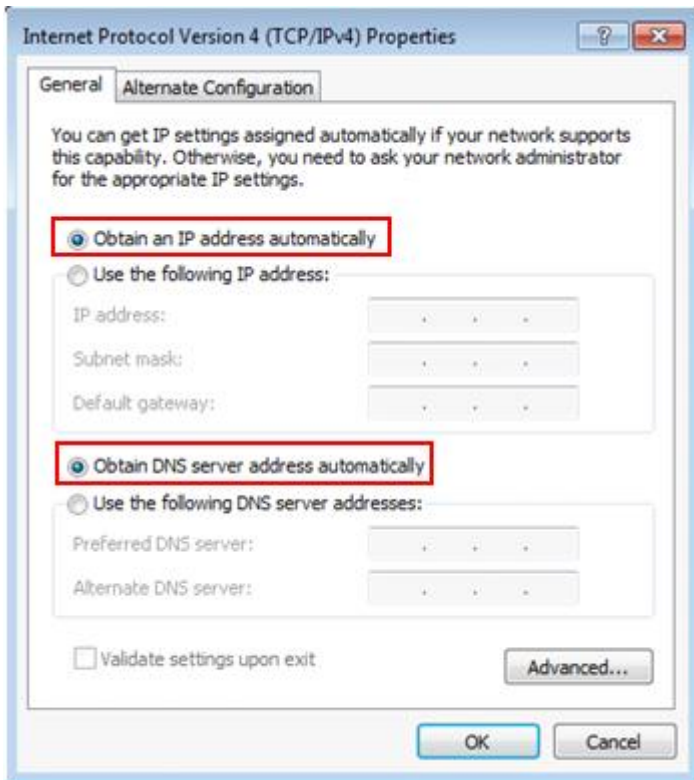 Internet Protocol Version 4 (TCP/IPv4) Properties
General
Alternate Configuration
You can get IP settings assigned automatically if your network supports
this capability. Otherwise, you need to ask your network administrator
for the appropriate IP settings.
Obtain an IP address automatically
Use the following IP address:
IP address:
Subnet mask:
Default gateway:
Obtain DNS server address automatically
Use the following DNS server addresses:
Preferred DNS server:
Alternate DNS server:
Validate settings upon exit
Advanced...
OK
Cancel